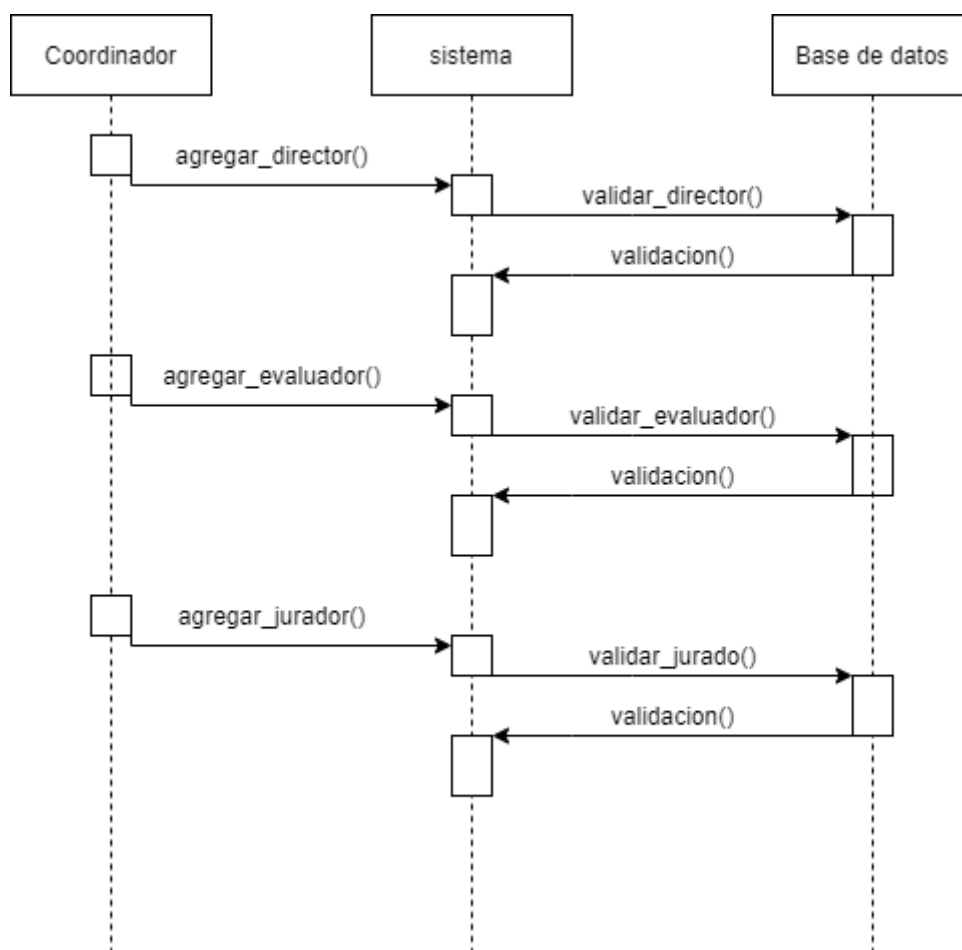 Coordinador
sistema
Base de datos
agregar_director()
validar_director()
validacion()
agregar_evaluador()
validar_evaluador()
validacion()
agregar_jurador()
validar_jurado()
validacion()